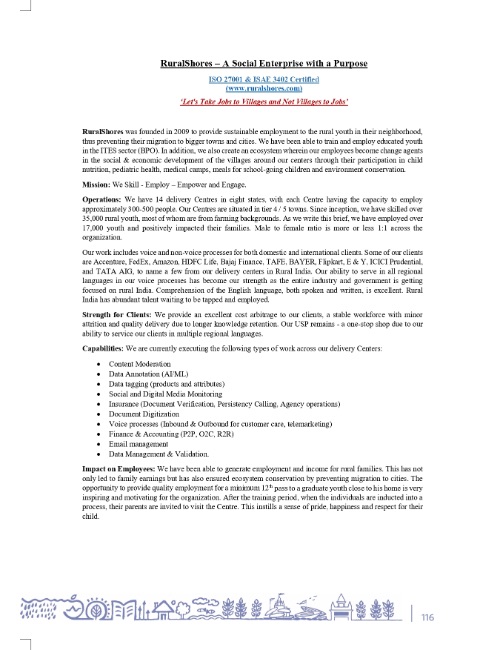 RuralShores – A Social Enterprise with a Purpose
ISO 27001 & ISAE 3402 Certified
(www.ruralshores.com)
'Let's Take Jobs to Villages and Not Villages to Jobs'
RuralShores was founded in 2009 to provide sustainable employment to the rural youth in their neighborhood,
thus preventing their migration to bigger towns and cities. We have been able to train and employ educated youth
in the ITES sector (BPO). In addition, we also create an ecosystem wherein our employees become change agents
in the social & economic development of the villages around our centers through their participation in child
nutrition, pediatric health, medical camps, meals for school-going children and environment conservation.
Mission: We Skill - Employ – Empower and Engage.
Operations: We have 14 delivery Centres in eight states, with each Centre having the capacity to employ
approximately 300-500 people. Our Centres are situated in tier 4 / 5 towns. Since inception, we have skilled over
35,000 rural youth, most of whom are from farming backgrounds. As we write this brief, we have employed over
17,000 youth and positively impacted their families. Male to female ratio is more or less 1:1 across the
organization.
Our work includes voice and non-voice processes for both domestic and international clients. Some of our clients
are Accenture, FedEx, Amazon, HDFC Life, Bajaj Finance, TAFE, BAYER, Flipkart, E & Y, ICICI Prudential,
and TATA AIG, to name a few from our delivery centers in Rural India. Our ability to serve in all regional
languages in our voice processes has become our strength as the entire industry and government is getting
focused on rural India. Comprehension of the English language, both spoken and written, is excellent. Rural
India has abundant talent waiting to be tapped and employed.
Strength for Clients: We provide an excellent cost arbitrage to our clients, a stable workforce with minor
attrition and quality delivery due to longer knowledge retention. Our USP remains - a one-stop shop due to our
ability to service our clients in multiple regional languages.
Capabilities: We are currently executing the following types of work across our delivery Centers:
• Content Moderation
• Data Annotation (AI/ML)
• Data tagging (products and attributes)
• Social and Digital Media Monitoring
• Insurance (Document Verification, Persistency Calling, Agency operations)
• Document Digitization
• Voice processes (Inbound & Outbound for customer care, telemarketing)
• Finance & Accounting (P2P, O2C, R2R)
• Email management
• Data Management & Validation.
Impact on Employees: We have been able to generate employment and income for rural families. This has not
only led to family earnings but has also ensured ecosystem conservation by preventing migration to cities. The
opportunity to provide quality employment for a minimum 12th pass to a graduate youth close to his home is very
inspiring and motivating for the organization. After the training period, when the individuals are inducted into a
process, their parents are invited to visit the Centre. This instills a sense of pride, happiness and respect for their
child.
116